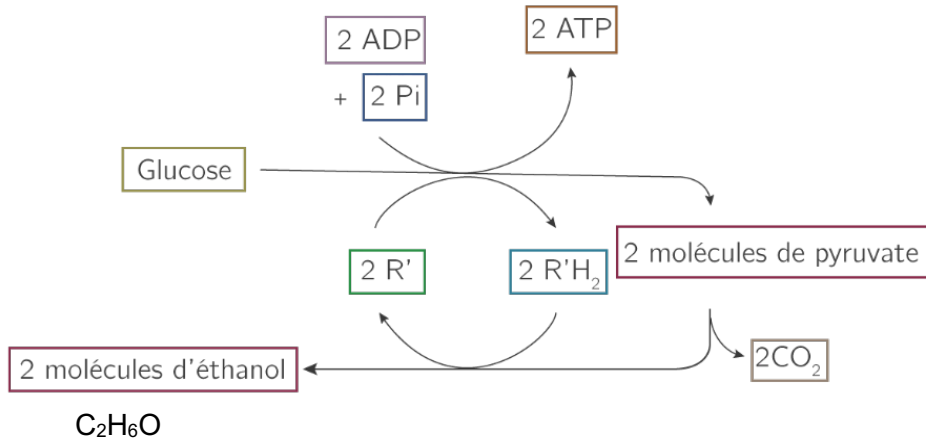 2 ADP
2 ATP
+ 2 Pi
Glucose
2 R'
2 R'H₂
2 molécules de pyruvate
2 molécules d'éthanol
2CO₂
C₂H₆O